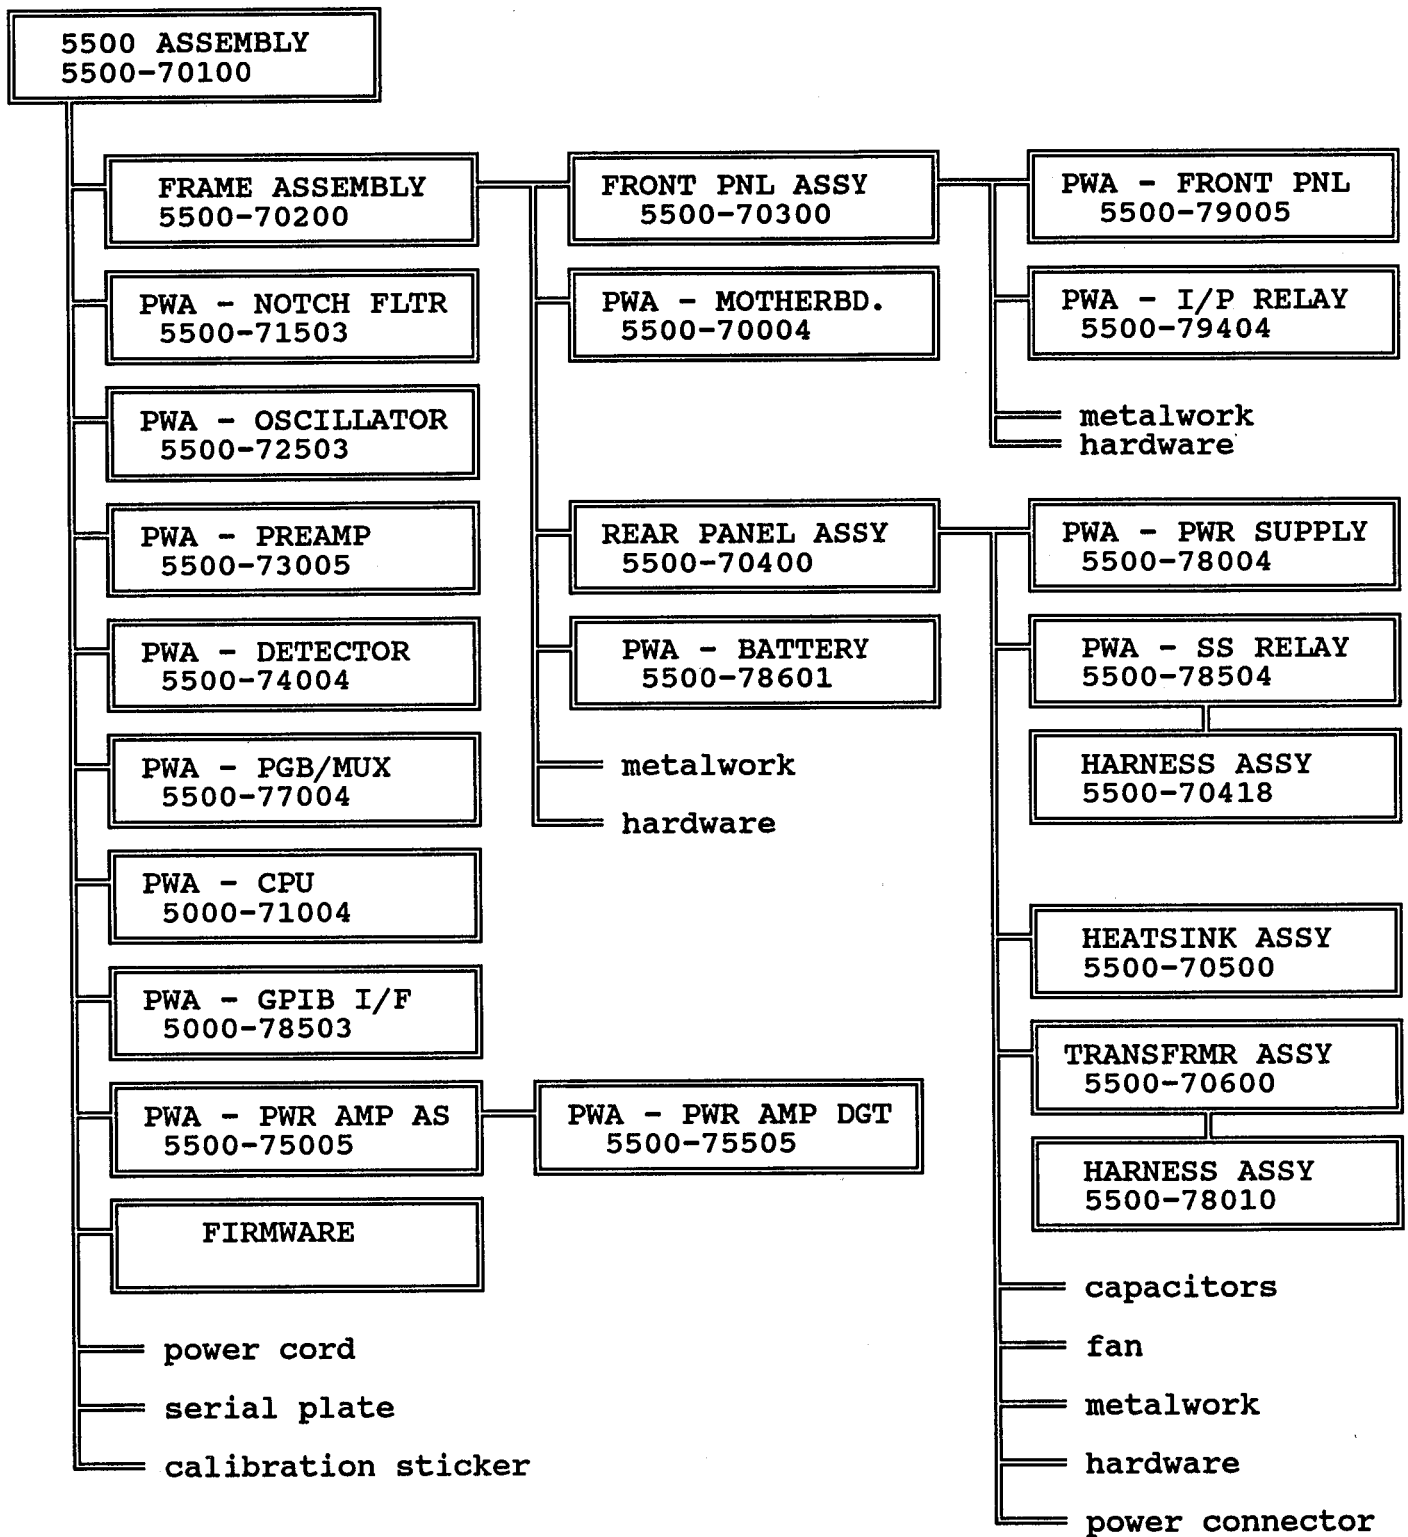 5500 ASSEMBLY
5500-70100
FRAME ASSEMBLY
5500-70200
PWA - NOTCH FLTR
5500-71503
PWA - OSCILLATOR
5500-72503
PWA - PREAMP
5500-73005
PWA - DETECTOR
5500-74004
PWA - PGB/MUX
5500-77004
PWA - CPU
5000-71004
PWA - GPIB I/F
5000-78503
PWA - PWR AMP AS
5500-75005
PWA - PWR AMP DGT
5500-75505
FIRMWARE
power cord
serial plate
calibration sticker
FRONT PNL ASSY
5500-70300
PWA - MOTHERBD.
5500-70004
REAR PANEL ASSY
5500-70400
PWA - BATTERY
5500-78601
metalwork
hardware
PWA - FRONT PNL
5500-79005
PWA - I/P RELAY
5500-79404
metalwork
hardware
PWA - PWR SUPPLY
5500-78004
PWA - SS RELAY
5500-78504
HARNESS ASSY
5500-70418
HEATSINK ASSY
5500-70500
TRANSFRMR ASSY
5500-70600
HARNESS ASSY
5500-78010
capacitors
fan
metalwork
hardware
power connector